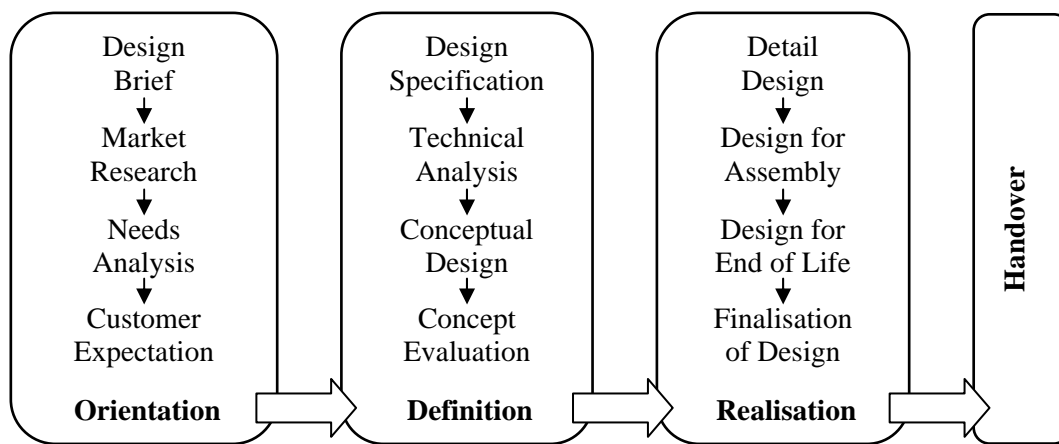 Design
Brief
Market
Research
Needs
Analysis
Customer
Expectation
Orientation
Design
Specification
Technical
Analysis
Conceptual
Design
Concept
Evaluation
Definition
Detail
Design
Design for
Assembly
Design for
End of Life
Finalisation
of Design
Realisation
Handover